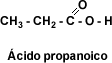 O
CH₃ - CH₂ - C - O - H
Ácido propanoico